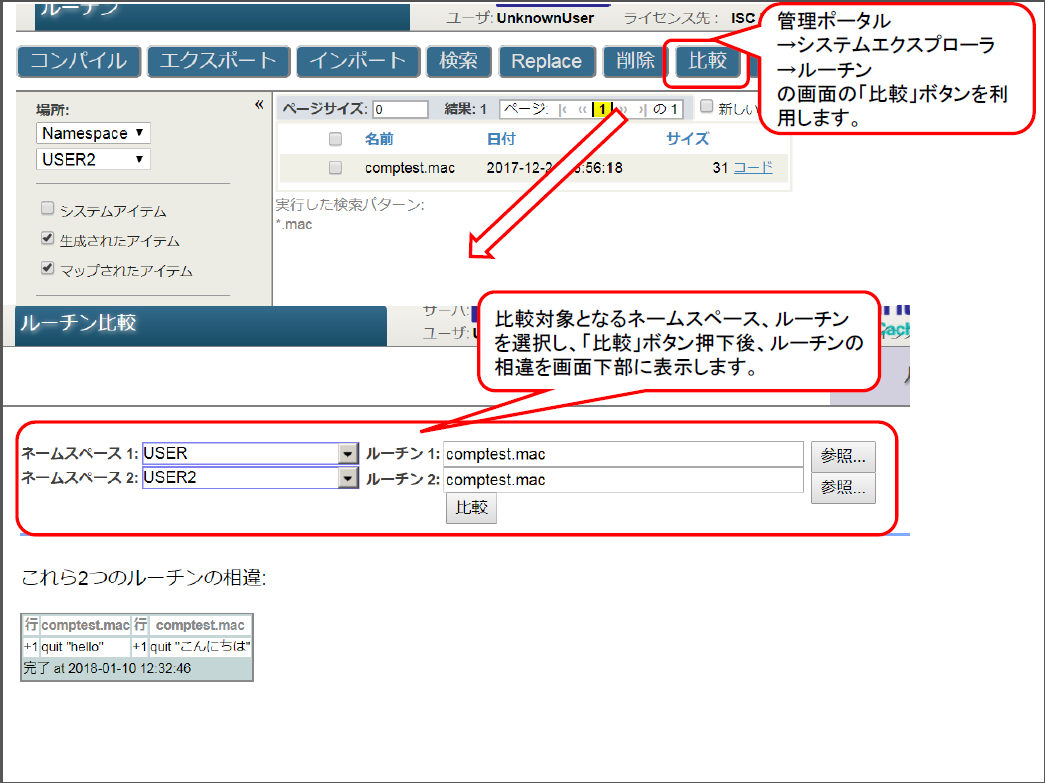 ルーチン
ユーザ: UnknownUser ライセンス先： ISC
コンパイル エクスポート インポート 検索 Replace 削除 比較
管理ポータル
→システムエクスプローラ
→ルーチン
の画面の「比較」ボタンを利
用します。
場所:
«
Namespace
USER2
システムアイテム
生成されたアイテム
マップされたアイテム
ページサイズ: 0 結果: 1 ページ: |‹ ‹‹ 1 ›› ›| の 1 新しい
名前 日付 サイズ
comptest.mac 2017-12-2 :56:18 31 コード
実行した検索パターン:
*.mac
ルーチン比較
サーバ:
ユーザ:
比較対象となるネームスペース、ルーチン
を選択し、「比較」ボタン押下後、ルーチンの
相違を画面下部に表示します。
ネームスペース 1: USER ルーチン 1: comptest.mac 参照...
ネームスペース 2: USER2 ルーチン 2: comptest.mac 参照...
比較
これら2つのルーチンの相違:
行 comptest.mac 行 comptest.mac
+1 quit "hello" +1 quit "こんにちは"
完了 at 2018-01-10 12:32:46